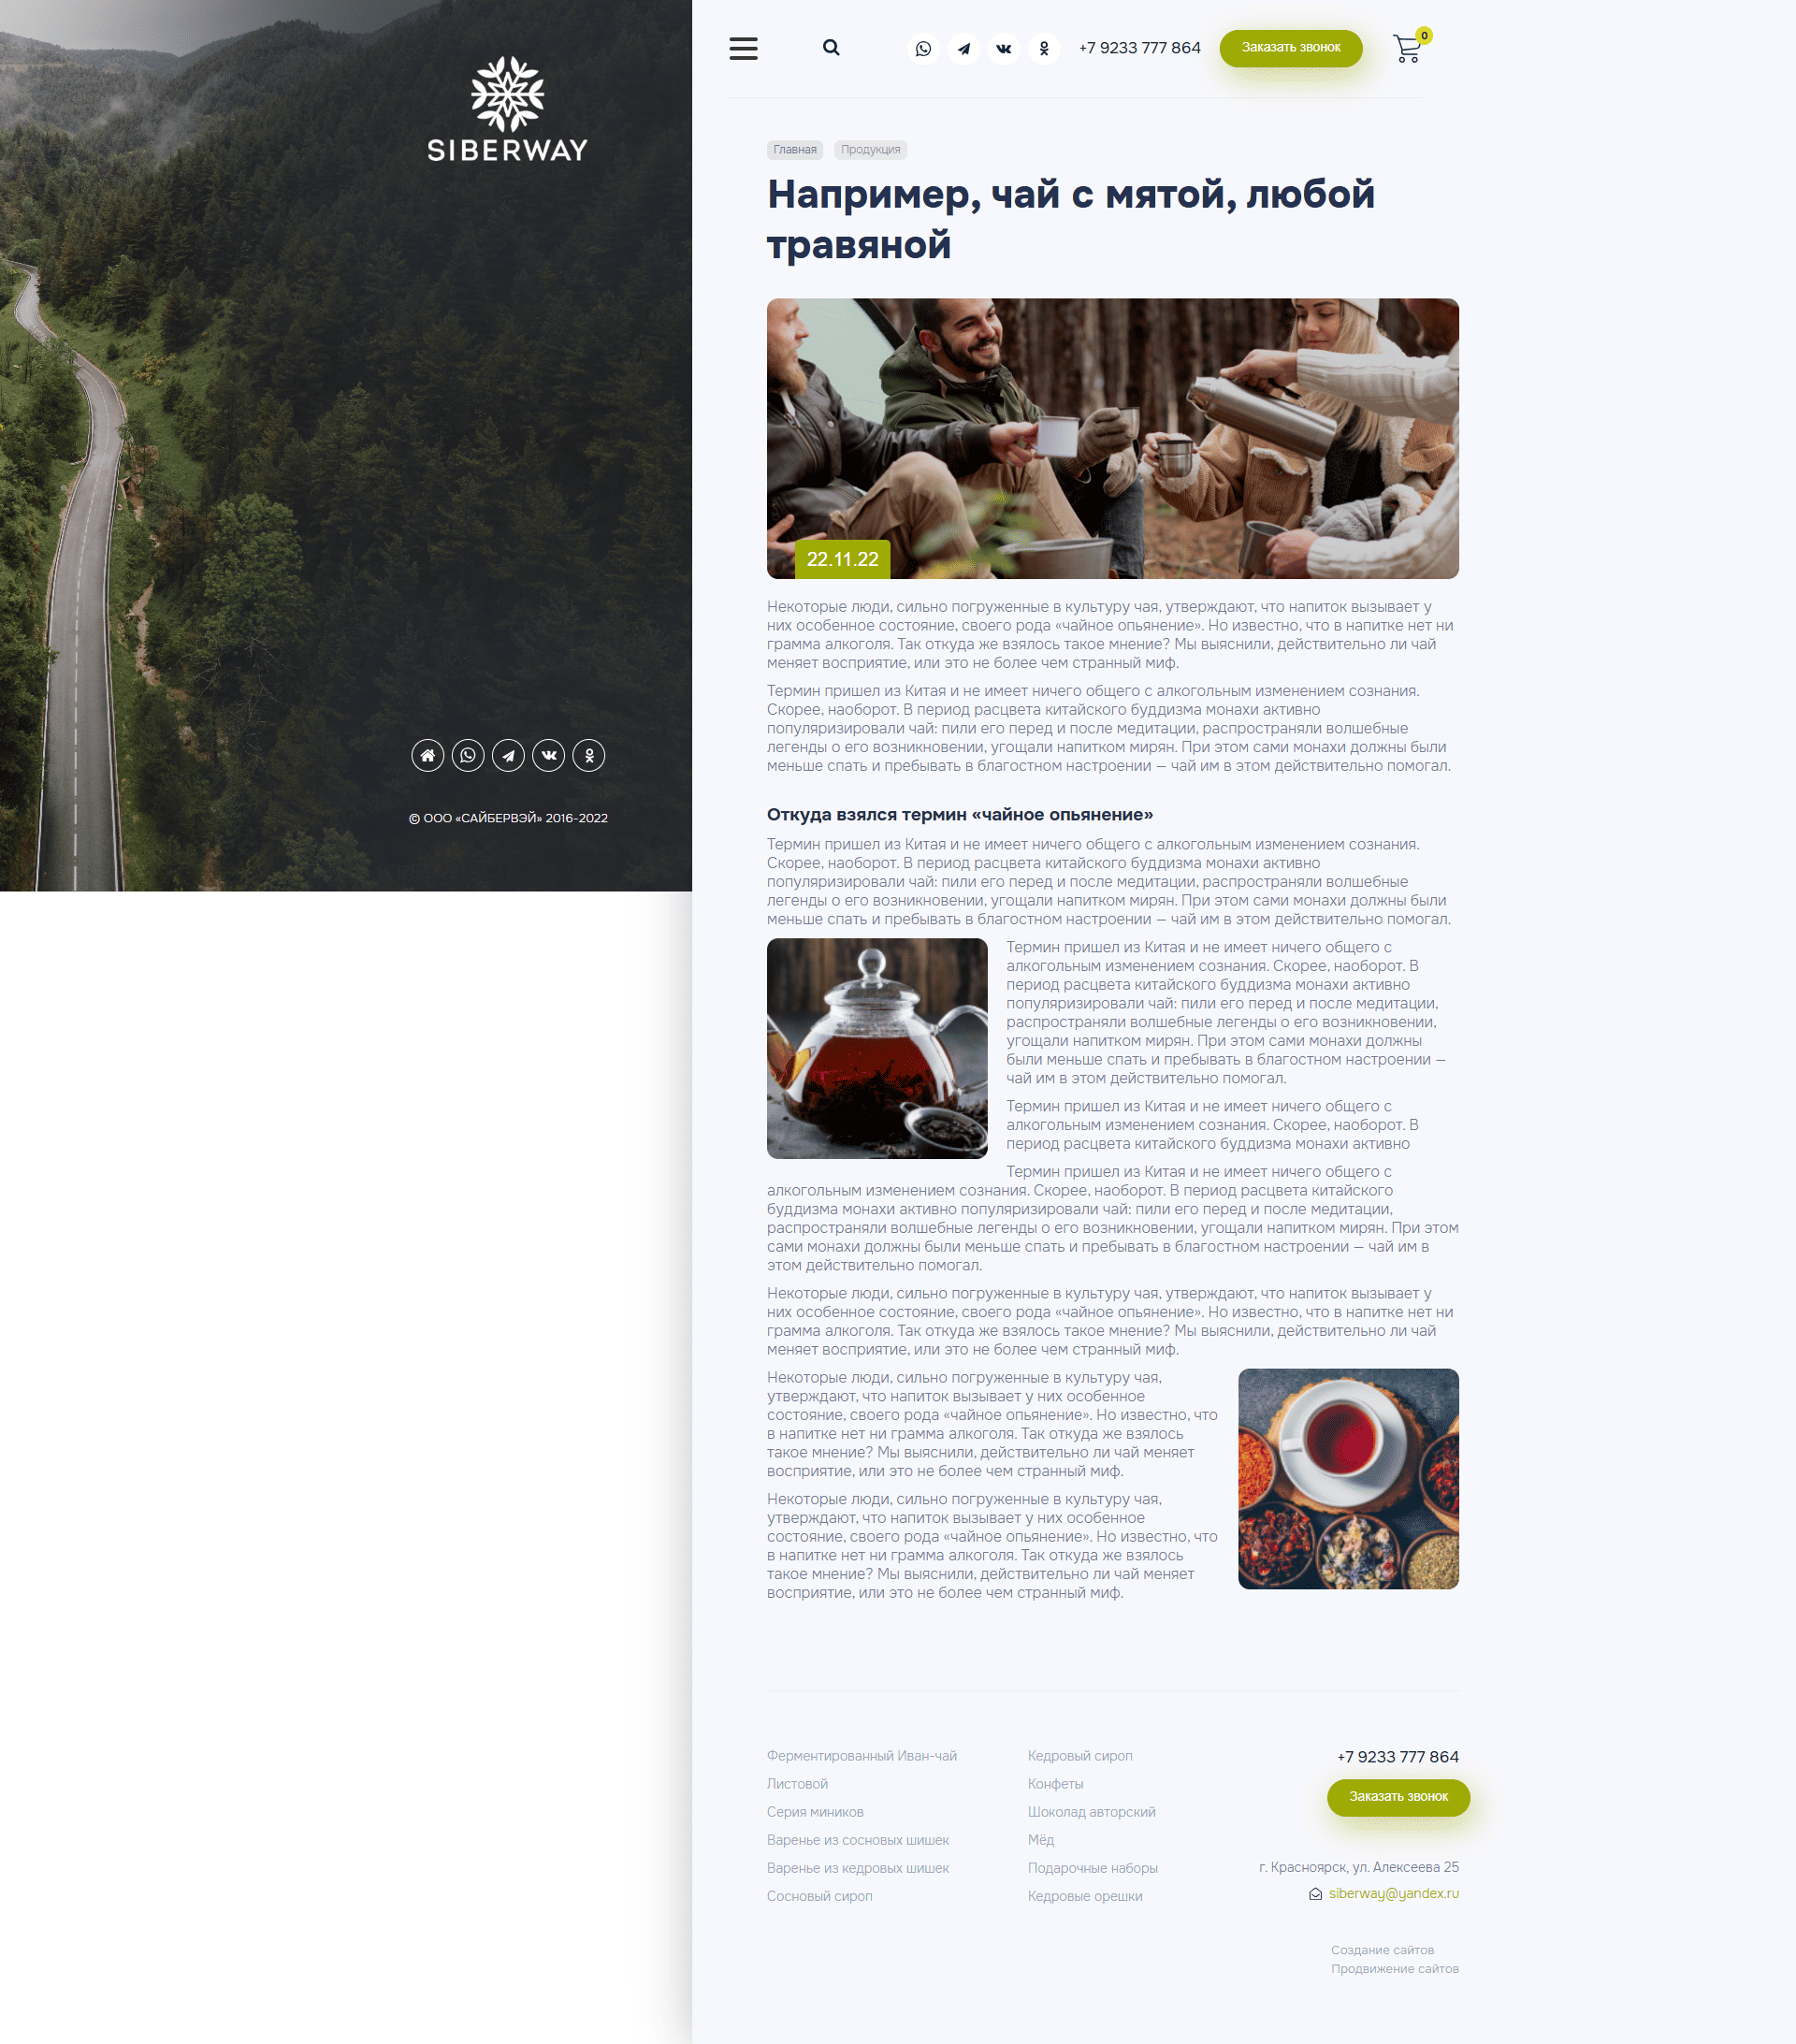 SIBERWAY
© ООО «САЙБЕРВЭЙ» 2016-2022
+7 9233 777 864
Заказать звонок
0
Главная
Продукция
Например, чай с мятой, любой
травяной
22.11.22
Некоторые люди, сильно погруженные в культуру чая, утверждают, что напиток вызывает у
них особенное состояние, своего рода «чайное опьянение». Но известно, что в напитке нет ни
грамма алкоголя. Так откуда же взялось такое мнение? Мы выяснили, действительно ли чай
меняет восприятие, или это не более чем странный миф.
Термин пришел из Китая и не имеет ничего общего с алкогольным изменением сознания.
Скорее, наоборот. В период расцвета китайского буддизма монахи активно
популяризировали чай: пили его перед и после медитации, распространяли волшебные
легенды о его возникновении, угощали напитком мирян. При этом сами монахи должны были
меньше спать и пребывать в благостном настроении — чай им в этом действительно помогал.
Откуда взялся термин «чайное опьянение»
Термин пришел из Китая и не имеет ничего общего с алкогольным изменением сознания.
Скорее, наоборот. В период расцвета китайского буддизма монахи активно
популяризировали чай: пили его перед и после медитации, распространяли волшебные
легенды о его возникновении, угощали напитком мирян. При этом сами монахи должны были
меньше спать и пребывать в благостном настроении — чай им в этом действительно помогал.
Термин пришел из Китая и не имеет ничего общего с
алкогольным изменением сознания. Скорее, наоборот. В
период расцвета китайского буддизма монахи активно
популяризировали чай: пили его перед и после медитации,
распространяли волшебные легенды о его возникновении,
угощали напитком мирян. При этом сами монахи должны
были меньше спать и пребывать в благостном настроении —
чай им в этом действительно помогал.
Термин пришел из Китая и не имеет ничего общего с
алкогольным изменением сознания. Скорее, наоборот. В
период расцвета китайского буддизма монахи активно
Термин пришел из Китая и не имеет ничего общего с
алкогольным изменением сознания. Скорее, наоборот. В период расцвета китайского
буддизма монахи активно популяризировали чай: пили его перед и после медитации,
распространяли волшебные легенды о его возникновении, угощали напитком мирян. При этом
сами монахи должны были меньше спать и пребывать в благостном настроении — чай им в
этом действительно помогал.
Некоторые люди, сильно погруженные в культуру чая, утверждают, что напиток вызывает у
них особенное состояние, своего рода «чайное опьянение». Но известно, что в напитке нет ни
грамма алкоголя. Так откуда же взялось такое мнение? Мы выяснили, действительно ли чай
меняет восприятие, или это не более чем странный миф.
Некоторые люди, сильно погруженные в культуру чая,
утверждают, что напиток вызывает у них особенное
состояние, своего рода «чайное опьянение». Но известно, что
в напитке нет ни грамма алкоголя. Так откуда же взялось
такое мнение? Мы выяснили, действительно ли чай меняет
восприятие, или это не более чем странный миф.
Некоторые люди, сильно погруженные в культуру чая,
утверждают, что напиток вызывает у них особенное
состояние, своего рода «чайное опьянение». Но известно, что
в напитке нет ни грамма алкоголя. Так откуда же взялось
такое мнение? Мы выяснили, действительно ли чай меняет
восприятие, или это не более чем странный миф.
Ферментированный Иван-чай
Листовой
Серия миников
Варенье из сосновых шишек
Варенье из кедровых шишек
Сосновый сироп
Кедровый сироп
Конфеты
Шоколад авторский
Мёд
Подарочные наборы
Кедровые орешки
+7 9233 777 864
Заказать звонок
г. Красноярск, ул. Алексеева 25
siberway@yandex.ru
Создание сайтов
Продвижение сайтов